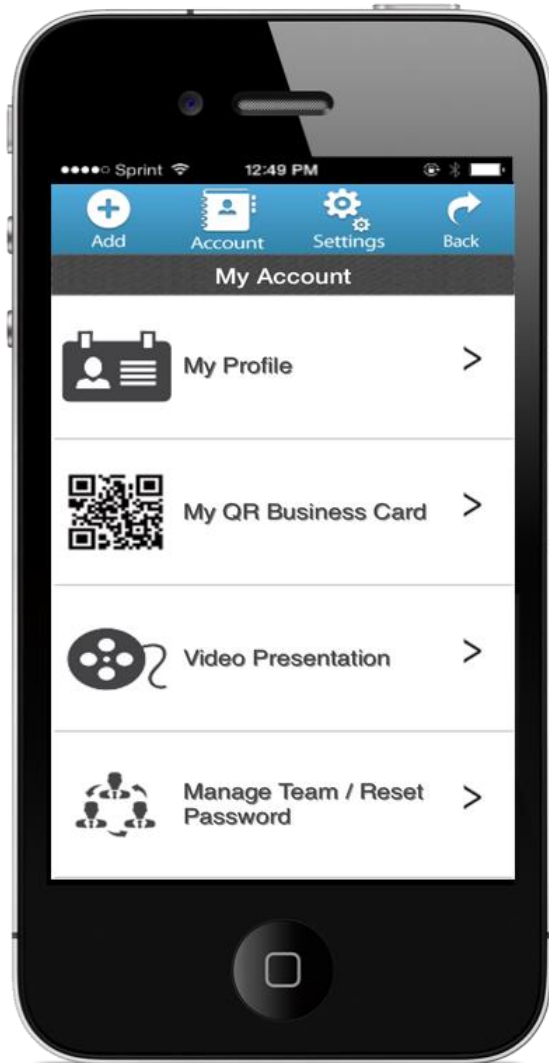 Sprint 12:49 PM
Add Account Settings Back
My Account
My Profile >
My QR Business Card >
Video Presentation >
Manage Team / Reset >
Password